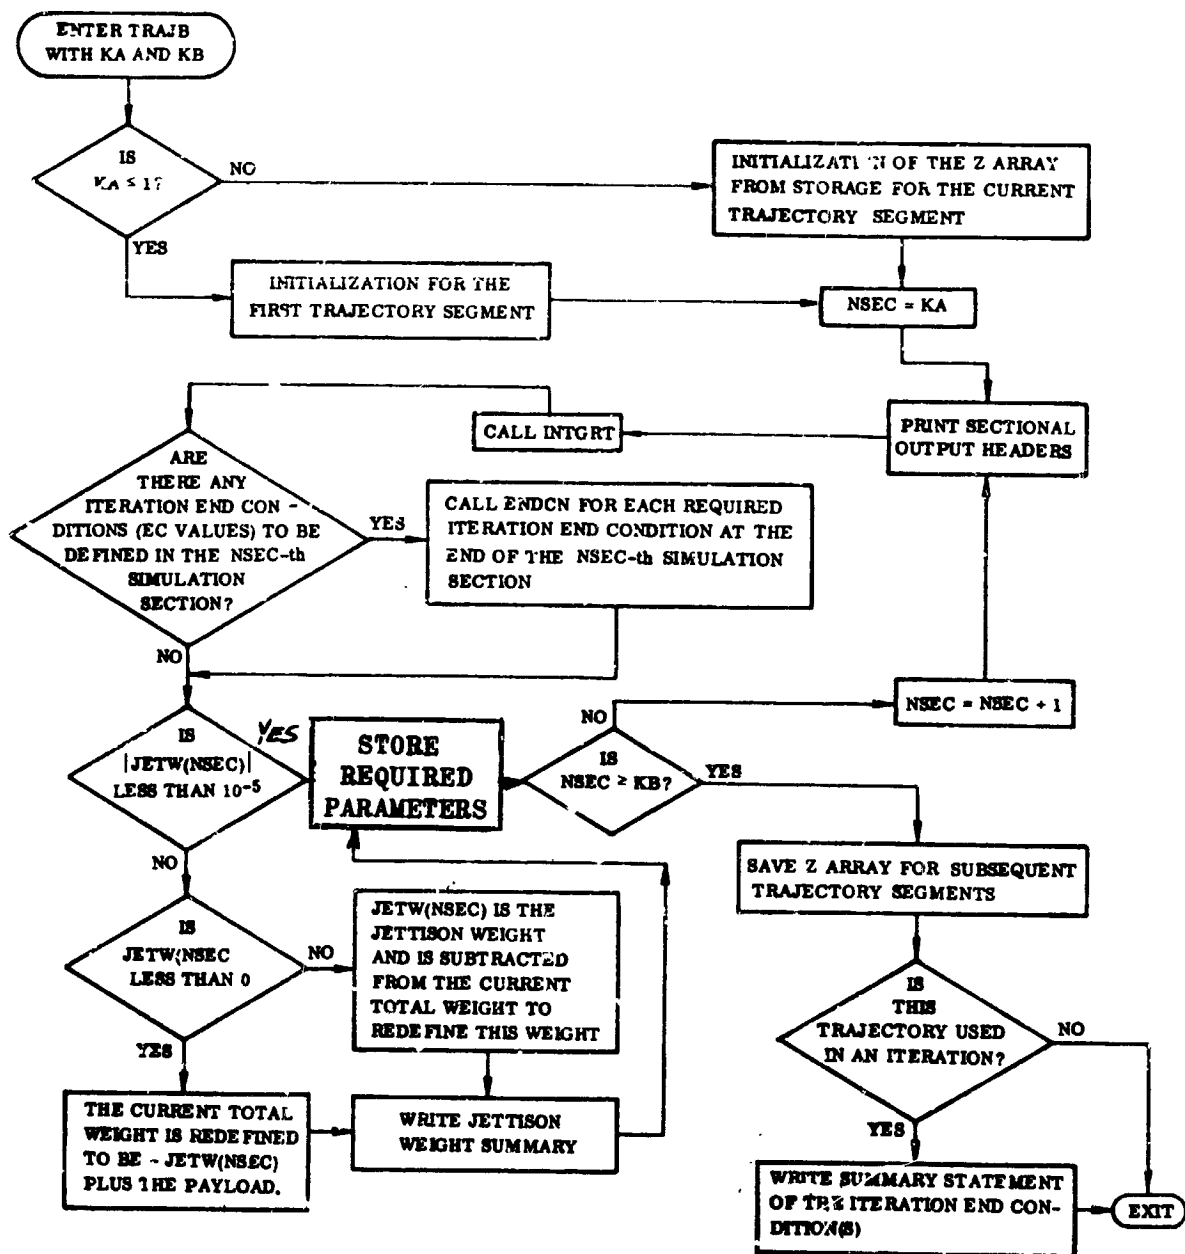 ENTER TRAJB
WITH KA AND KB
IS
KA ≤ 1?
NO
YES
INITIALIZATION OF THE Z ARRAY
FROM STORAGE FOR THE CURRENT
TRAJECTORY SEGMENT
INITIALIZATION FOR THE
FIRST TRAJECTORY SEGMENT
NSEC = KA
PRINT SECTIONAL
OUTPUT HEADERS
CALL INTGRT
ARE
THERE ANY
ITERATION END CON -
DITIONS (EC VALUES) TO BE
DEFINED IN THE NSEC-th
SIMULATION
SECTION?
YES
NO
CALL ENDCN FOR EACH REQUIRED
ITERATION END CONDITION AT THE
END OF THE NSEC-th SIMULATION
SECTION
IS
|JETW(NSEC)|
LESS THAN 10⁻⁵
YES
NO
STORE
REQUIRED
PARAMETERS
IS
NSEC ≥ KB?
NO
YES
NSEC = NSEC + 1
SAVE Z ARRAY FOR SUBSEQUENT
TRAJECTORY SEGMENTS
IS
JETW(NSEC
LESS THAN 0
NO
YES
JETW(NSEC) IS THE
JETTISON WEIGHT
AND IS SUBTRACTED
FROM THE CURRENT
TOTAL WEIGHT TO
REDEFINE THIS WEIGHT
THE CURRENT TOTAL
WEIGHT IS REDEFINED
TO BE - JETW(NSEC)
PLUS THE PAYLOAD.
WRITE JETTISON
WEIGHT SUMMARY
IS
THIS
TRAJECTORY USED
IN AN ITERATION?
NO
YES
WRITE SUMMARY STATEMENT
OF THE ITERATION END CON-
DITION(S)
EXIT